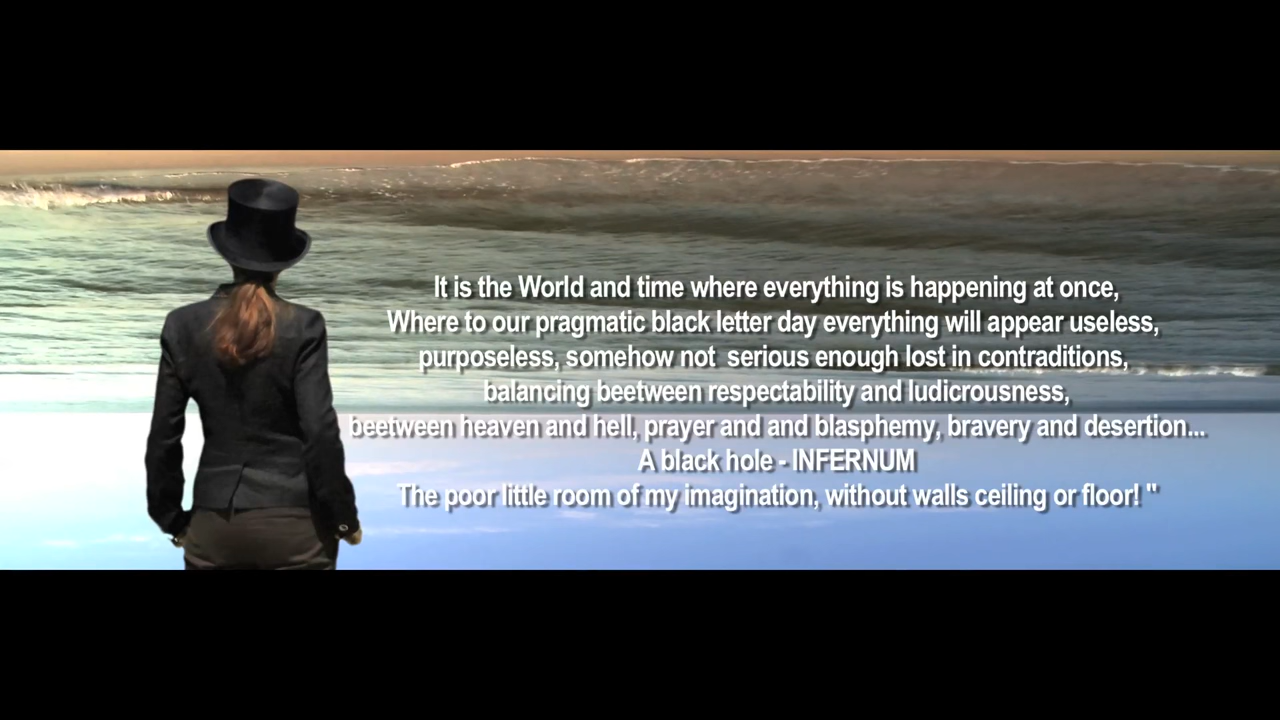 It is the World and time where everything is happening at once,
Where to our pragmatic black letter day everything will appear useless,
purposeless, somehow not  serious enough lost in contraditions,
balancing beetween respectability and ludicrousness,
beetween heaven and hell, prayer and and blasphemy, bravery and desertion...
A black hole - INFERNUM
The poor little room of my imagination, without walls ceiling or floor! "